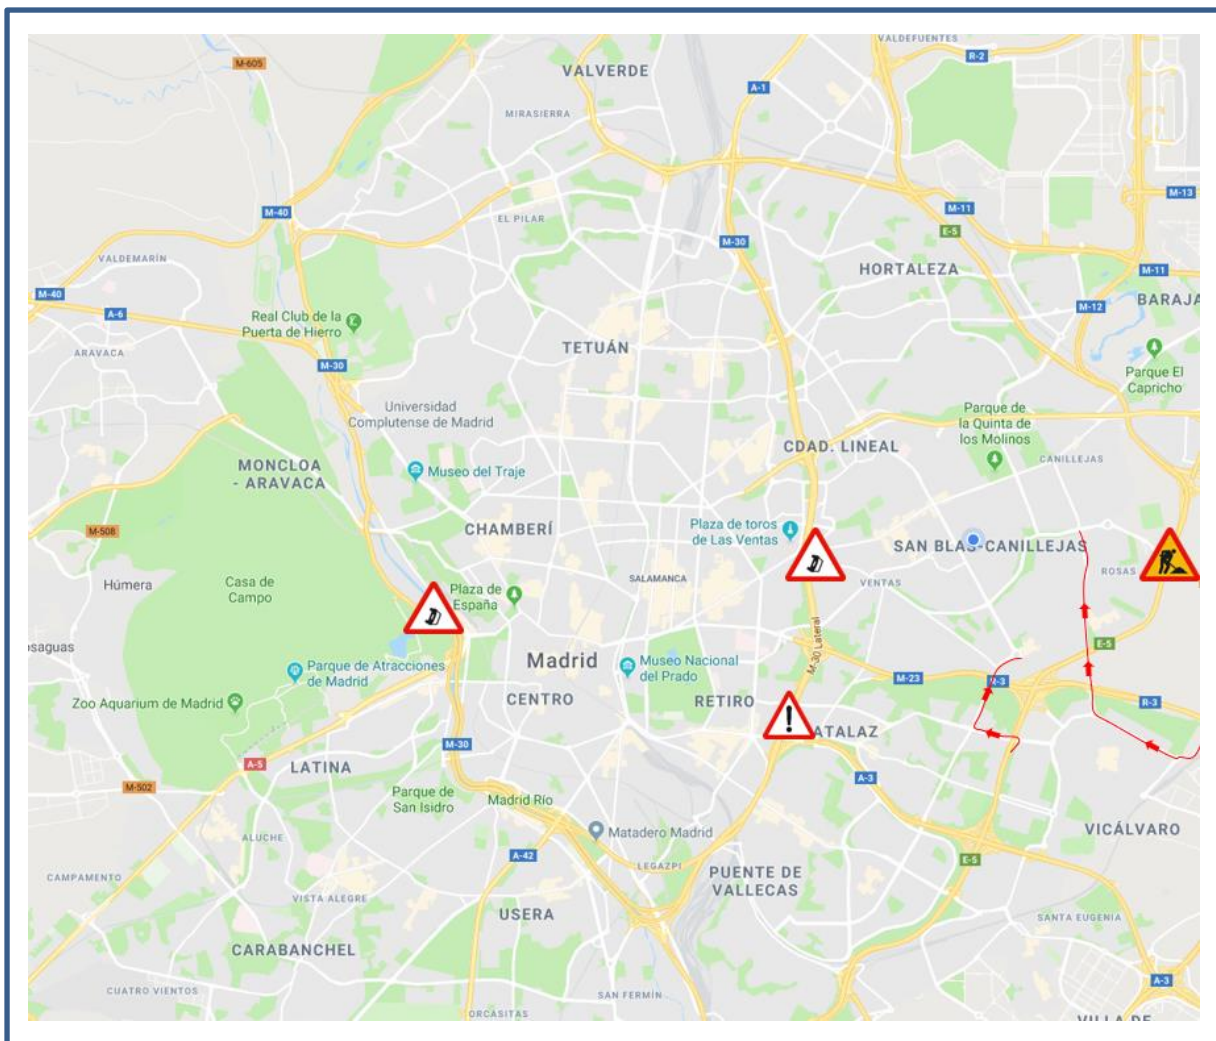 VALDEFUENTES
R-2
M-605
VALVERDE
A-1
MIRASIERRA
M-13
M-40
M-11
EL PILAR
E-5
M-30
VALDEMARÍN
HORTALEZA
M-11
M-40
M-12
BARAJA
A-6
Real Club de la
Puerta de Hierro
TETUÁN
ARAVACA
M-30
Parque El
Capricho
Universidad
Complutense de Madrid
Parque de
la Quinta de
los Molinos
CDAD. LINEAL
CANILLEJAS
MONCLOA
- ARAVACA
Museo del Traje
M-508
CHAMBERÍ
Plaza de toros
de Las Ventas
SAN BLAS-CANILLEJAS
ROSAS
Húmera
Casa de
Campo
SALAMANCA
VENTAS
Plaza de
España
M-30 Lateral
osaguas
E-5
Madrid
Parque de Atracciones
de Madrid
Museo Nacional
del Prado
M-23
R-3
Zoo Aquarium de Madrid
CENTRO
RETIRO
R-3
!
ATALAZ
M-30
A-5
LATINA
A-3
M-502
Parque de
San Isidro
Madrid Río
Matadero Madrid
VICÁLVARO
ALUCHE
A-42
LEGAZPI
E-5
CAMPAMENTO
PUENTE DE
VALLECAS
VISTA ALEGRE
USERA
SANTA EUGENIA
CARABANCHEL
A-3
CUATRO VIENTOS
SAN FERMÍN
ORCASITAS
VILLA DE